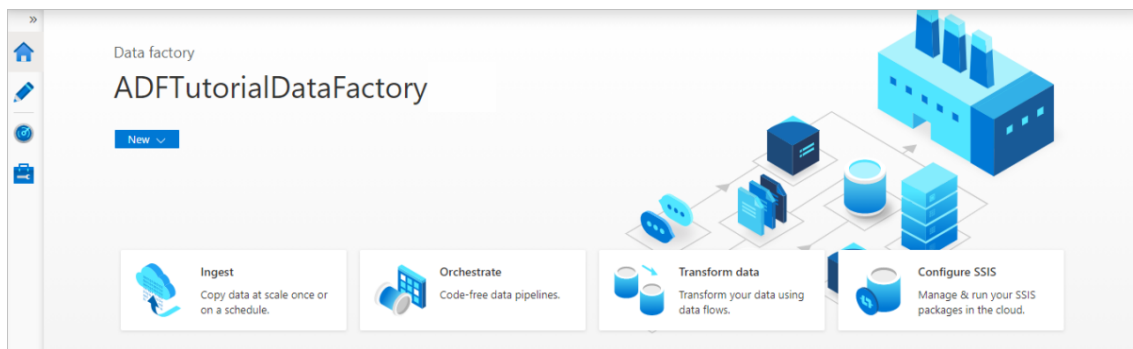 »
Data factory
ADFTutorialDataFactory
New
Ingest
Copy data at scale once or
on a schedule.
Orchestrate
Code-free data pipelines.
Transform data
Transform your data using
data flows.
Configure SSIS
Manage & run your SSIS
packages in the cloud.